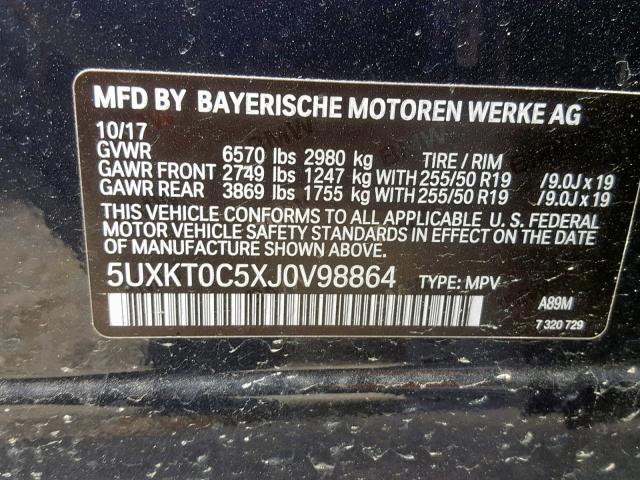 MFD BY BAYERISCHE MOTOREN WERKE AG
10/17
GVWR 6570 lbs 2980 kg TIRE / RIM
GAWR FRONT 2749 lbs 1247 kg WITH 255/50 R19 /9.0J x 19
GAWR REAR 3869 lbs 1755 kg WITH 255/50 R19 /9.0J x 19
THIS VEHICLE CONFORMS TO ALL APPLICABLE U. S. FEDERAL
MOTOR VEHICLE SAFETY STANDARDS IN EFFECT ON THE DATE OF
MANUFACTURE SHOWN ABOVE.
5UXKT0C5XJ0V98864 TYPE: MPV
A89M
7 320 729